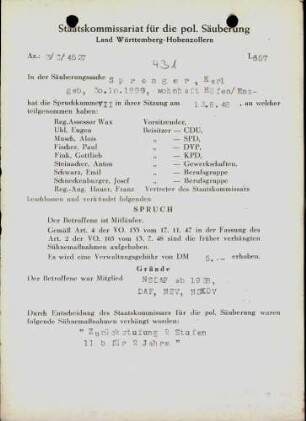 Staatskommissariat für die pol. Säuberung
Land Württemberg-Hohenzollern
Az.:
431
In der Säuberungssache Sprenger, Karl
geb, 30.10.1899, wohnhaft Höfen/Enz-
hat die Spruchkammer VII in ihrer Sitzung am 13.8.48 , an welcher
teilgenommen haben:
Reg.Assessor Wax Vorsitzender,
Uhl, Eugen Beisitzer — CDU,
Musch, Alois „ — SPD,
Fischer, Paul „ — DVP,
Fink, Gottlieb „ — KPD,
Steinacher, Anton „ — Gewerkschaften,
Schwarz, Emil „ — Berufsgruppe
Schneckenburger, Josef „ — Berufsgruppe
Reg.-Ang. Hauer, Franz Vertreter des Staatskommissars
beschlossen und verkündet folgenden
SPRUCH
Der Betroffene ist Mitläufer.
Gemäß Art. 4 der VO. 133 vom 17. 11. 47 in der Fassung des
Art. 2 der VO. 165 vom 13. 7. 48 sind die früher verhängten
Sühnemaßnahmen aufgehoben.
Es wird eine Verwaltungsgebühr von DM 5.-- erhoben.
Gründe
Der Betroffene war Mitglied NSDAP ab 1938,
DAF, NSV, NSKOV
Durch Entscheidung des Staatskommissars für die pol. Säuberung waren
folgende Sühnemaßnahmen verhängt worden:
" Zurückstufung 2 Stufen
11 b für 2 Jahre "